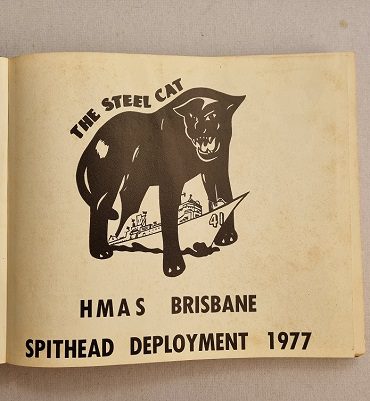 THE STEEL CAT
41
HMAS BRISBANE
SPITHEAD DEPLOYMENT 1977